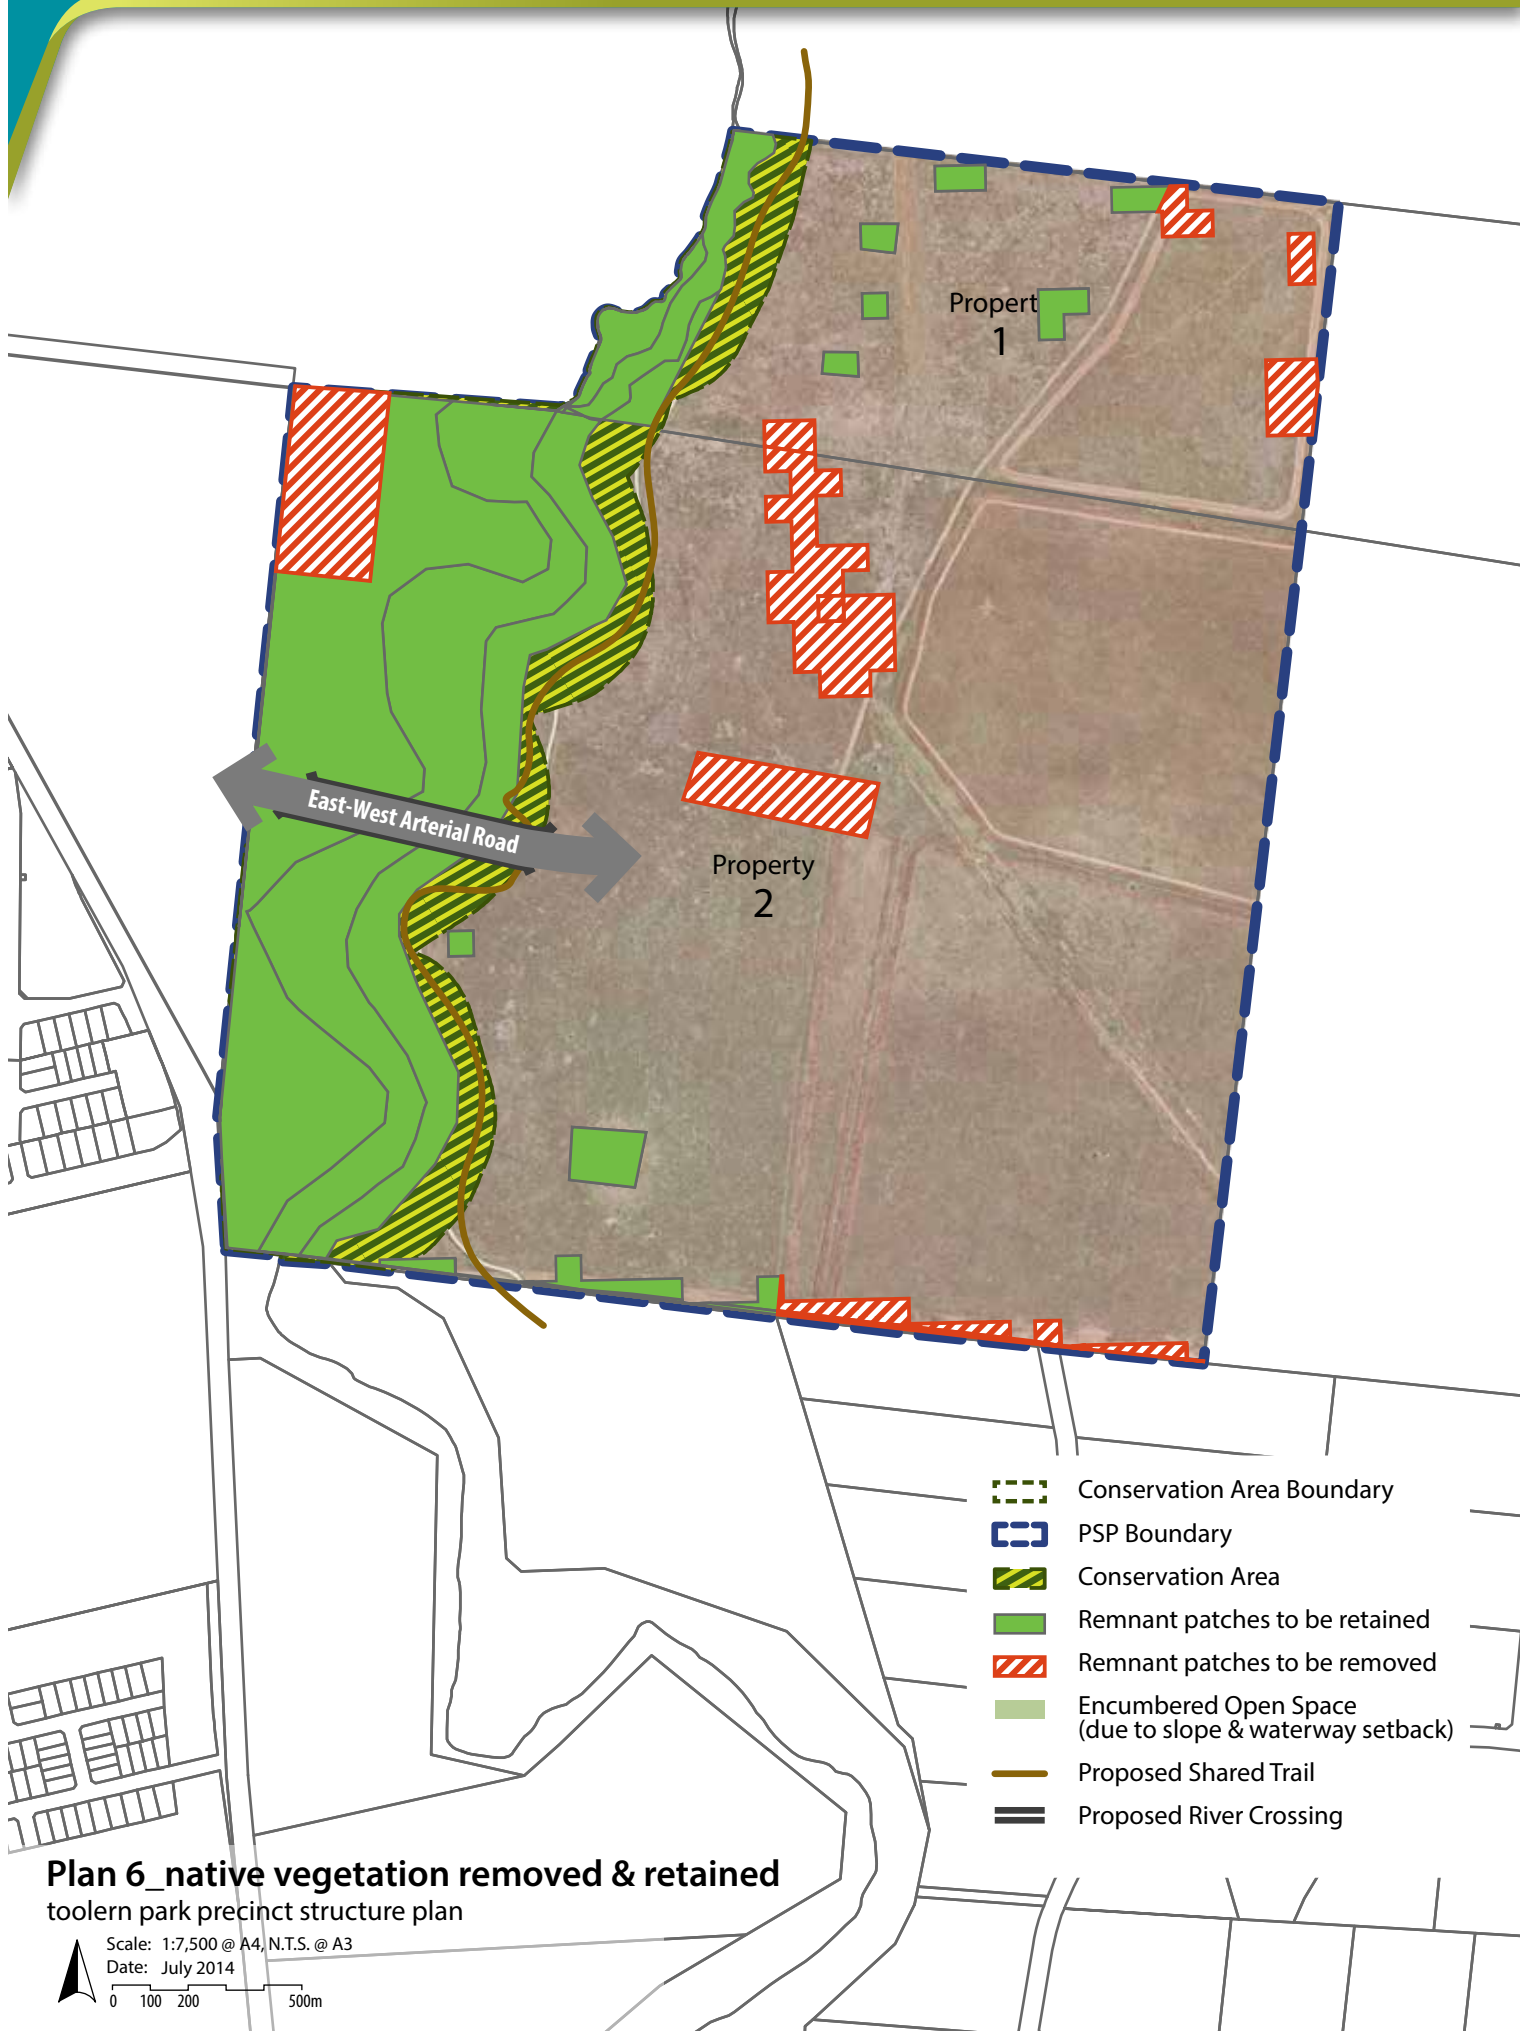 Propert
1
East-West Arterial Road
Property
2
Conservation Area Boundary
PSP Boundary
Conservation Area
Remnant patches to be retained
Remnant patches to be removed
Encumbered Open Space
(due to slope & waterway setback)
Proposed Shared Trail
Proposed River Crossing
Plan 6_native vegetation removed & retained
toolern park precinct structure plan
Scale: 1:7,500 @ A4, N.T.S. @ A3
Date: July 2014
0 100 200 500m